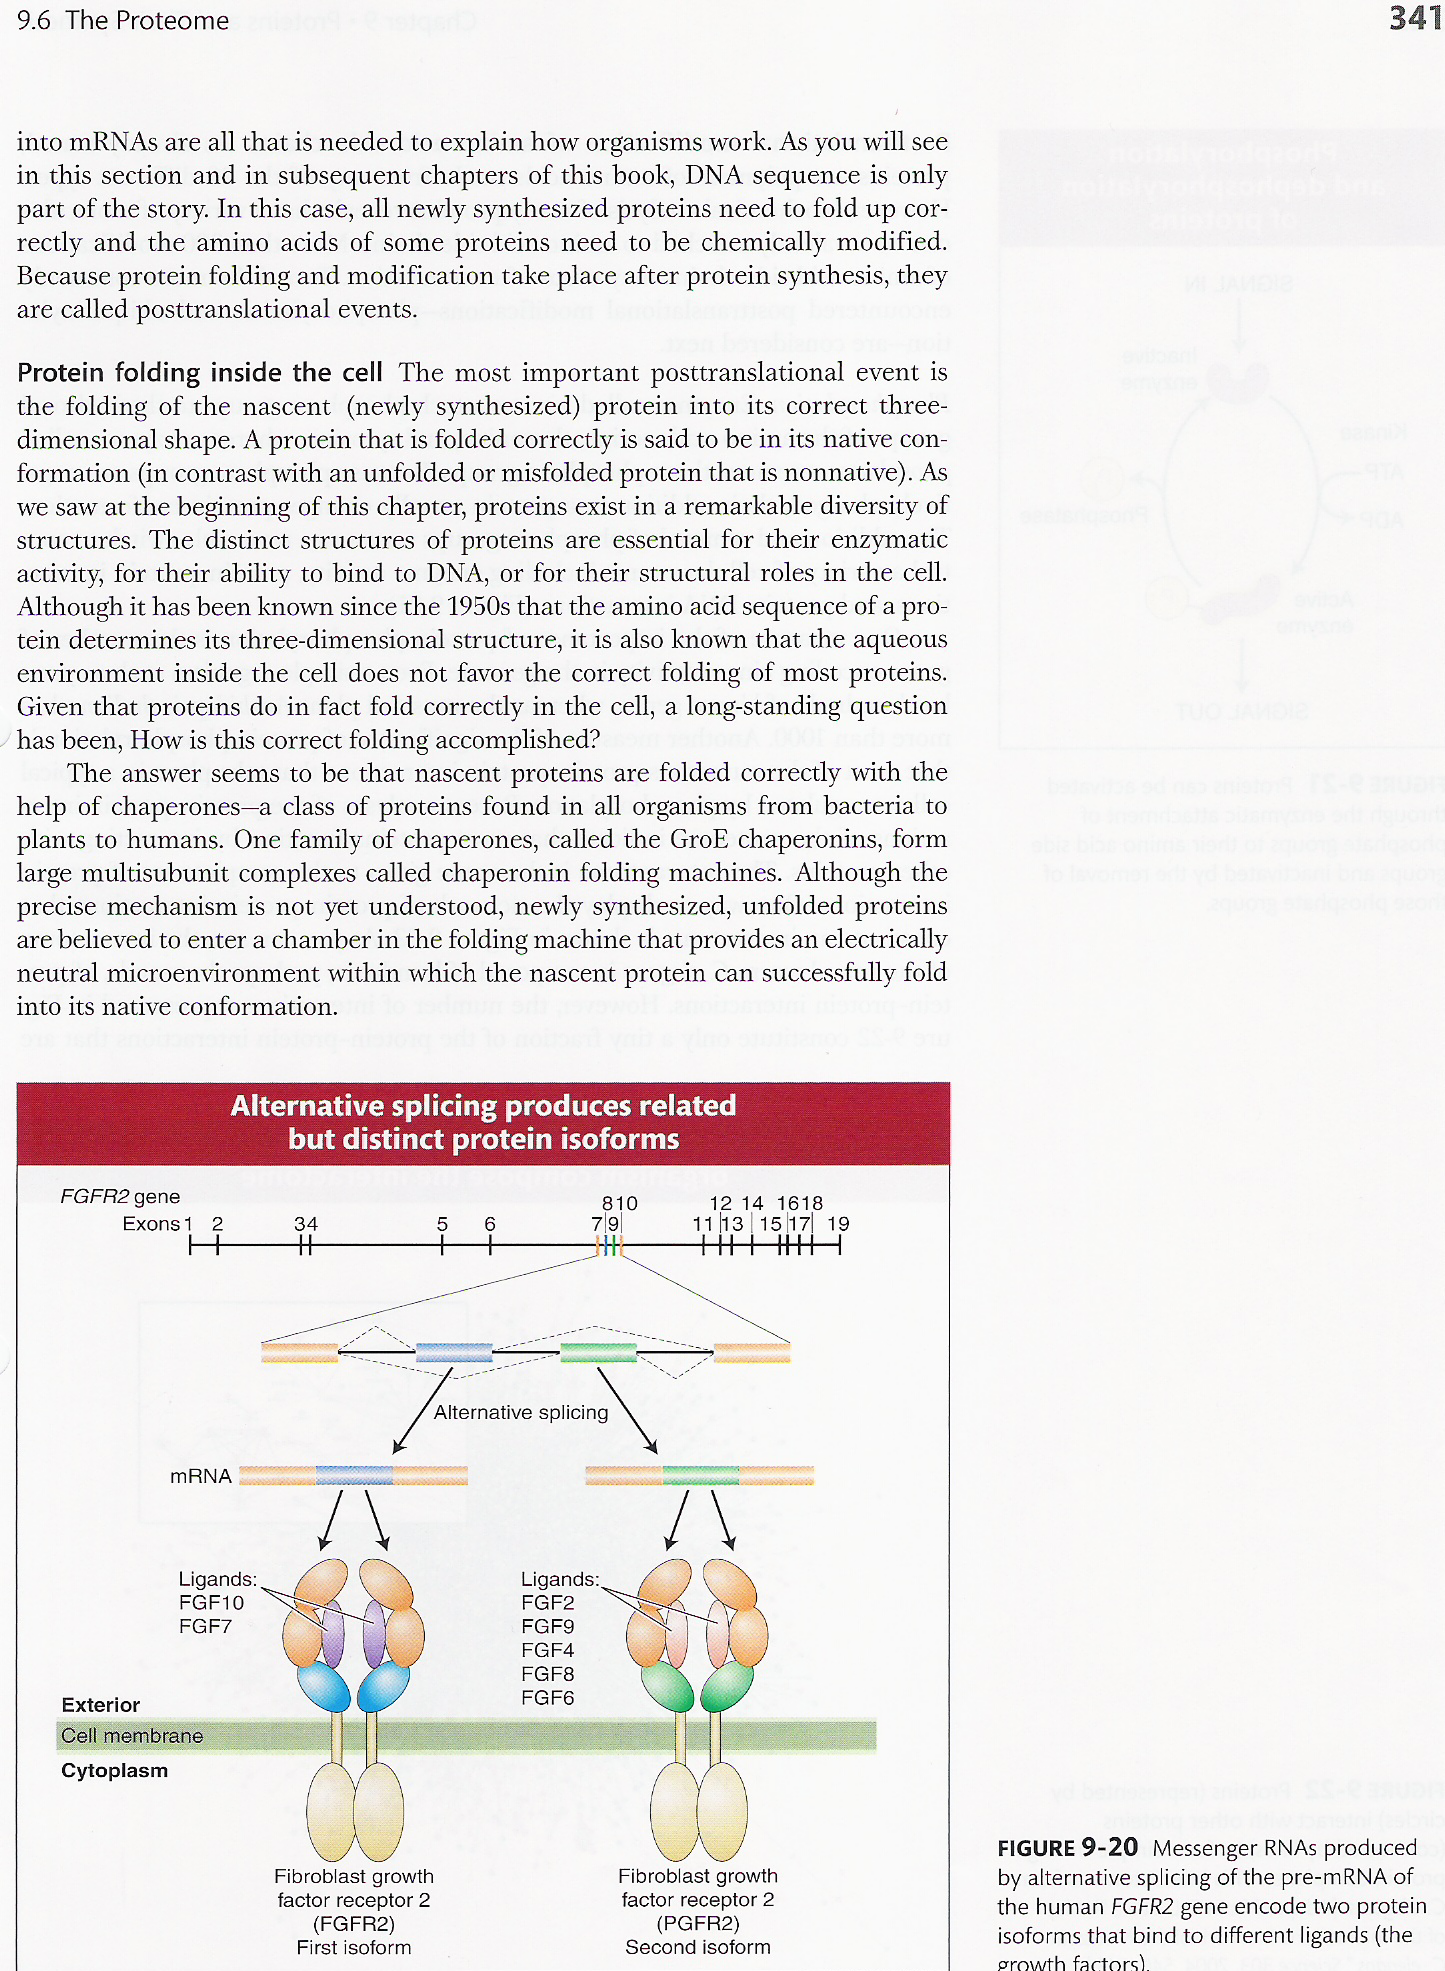 9.6 The Proteome
341
into mRNAs are all that is needed to explain how organisms work. As you will see
in this section and in subsequent chapters of this book, DNA sequence is only
part of the story. In this case, all newly synthesized proteins need to fold up cor-
rectly and the amino acids of some proteins need to be chemically modified.
Because protein folding and modification take place after protein synthesis, they
are called posttranslational events.
Protein folding inside the cell The most important posttranslational event is
the folding of the nascent (newly synthesized) protein into its correct three-
dimensional shape. A protein that is folded correctly is said to be in its native con-
formation (in contrast with an unfolded or misfolded protein that is nonnative). As
we saw at the beginning of this chapter, proteins exist in a remarkable diversity of
structures. The distinct structures of proteins are essential for their enzymatic
activity, for their ability to bind to DNA, or for their structural roles in the cell.
Although it has been known since the 1950s that the amino acid sequence of a pro-
tein determines its three-dimensional structure, it is also known that the aqueous
environment inside the cell does not favor the correct folding of most proteins.
Given that proteins do in fact fold correctly in the cell, a long-standing question
has been, How is this correct folding accomplished?
The answer seems to be that nascent proteins are folded correctly with the
help of chaperones—a class of proteins found in all organisms from bacteria to
plants to humans. One family of chaperones, called the GroE chaperonins, form
large multisubunit complexes called chaperonin folding machines. Although the
precise mechanism is not yet understood, newly synthesized, unfolded proteins
are believed to enter a chamber in the folding machine that provides an electrically
neutral microenvironment within which the nascent protein can successfully fold
into its native conformation.
Alternative splicing produces related
but distinct protein isoforms
FGFR2 gene
8 10 12 14 16 18
Exons 1 2 3 4 5 6 7 9 11 13 15 17 19
Alternative splicing
mRNA
Ligands:
FGF10
FGF7
Ligands:
FGF2
FGF9
FGF4
FGF8
FGF6
Exterior
Cell membrane
Cytoplasm
Fibroblast growth
factor receptor 2
(FGFR2)
First isoform
Fibroblast growth
factor receptor 2
(PGFR2)
Second isoform
FIGURE 9-20 Messenger RNAs produced
by alternative splicing of the pre-mRNA of
the human FGFR2 gene encode two protein
isoforms that bind to different ligands (the
growth factors).